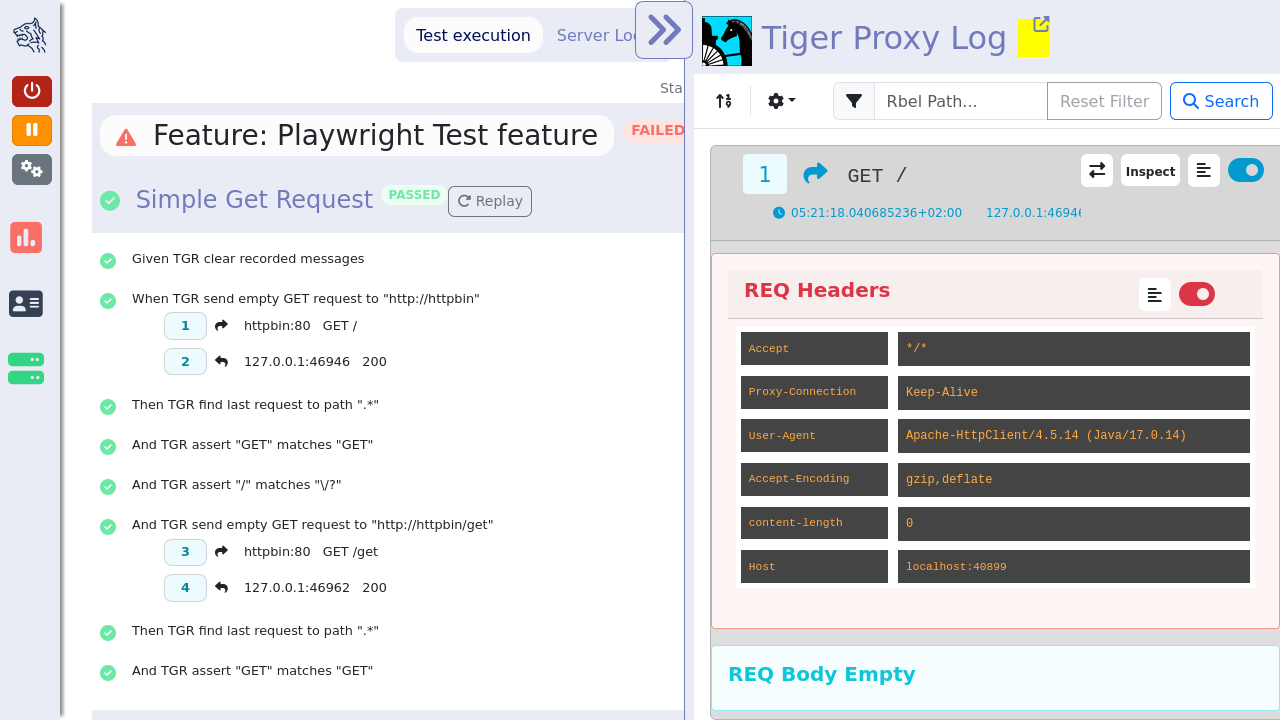 Test execution
Server Log
Sta
Feature: Playwright Test feature
FAILED
Simple Get Request
PASSED
Replay
Given TGR clear recorded messages
When TGR send empty GET request to "http://httpbin"
1 httpbin:80 GET /
2 127.0.0.1:46946 200
Then TGR find last request to path ".*"
And TGR assert "GET" matches "GET"
And TGR assert "/" matches "\/?"
And TGR send empty GET request to "http://httpbin/get"
3 httpbin:80 GET /get
4 127.0.0.1:46962 200
Then TGR find last request to path ".*"
And TGR assert "GET" matches "GET"
Tiger Proxy Log
Rbel Path...
Reset Filter
Search
1 GET /
Inspect
05:21:18.040685236+02:00 127.0.0.1:46946
REQ Headers
Accept */*
Proxy-Connection Keep-Alive
User-Agent Apache-HttpClient/4.5.14 (Java/17.0.14)
Accept-Encoding gzip,deflate
content-length 0
Host localhost:40899
REQ Body Empty